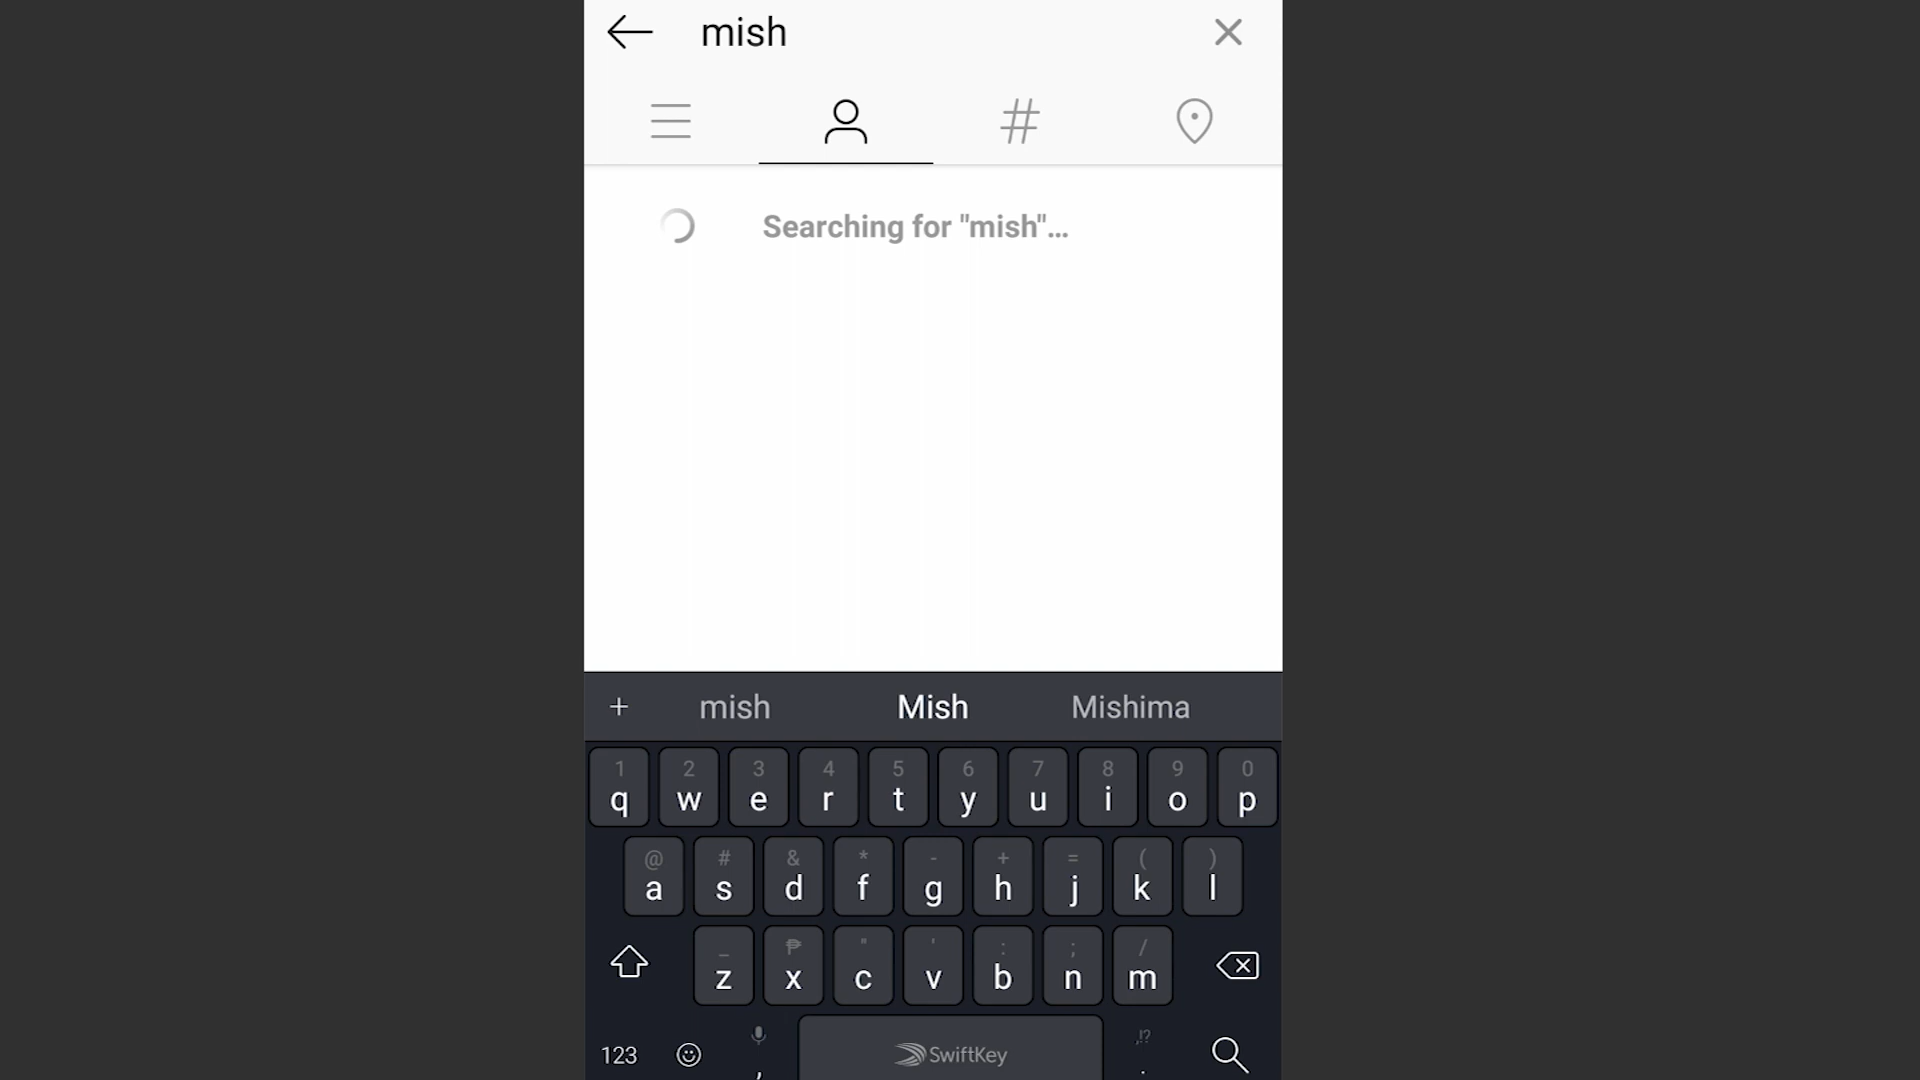 mish
Searching for "mish"...
+ mish Mish Mishima
1 2 3 4 5 6 7 8 9 0
q w e r t y u i o p
@ # & * - + = ( )
a s d f g h j k l
_ ₱ " ' : ; /
z x c v b n m
,!?
123 , SwiftKey .